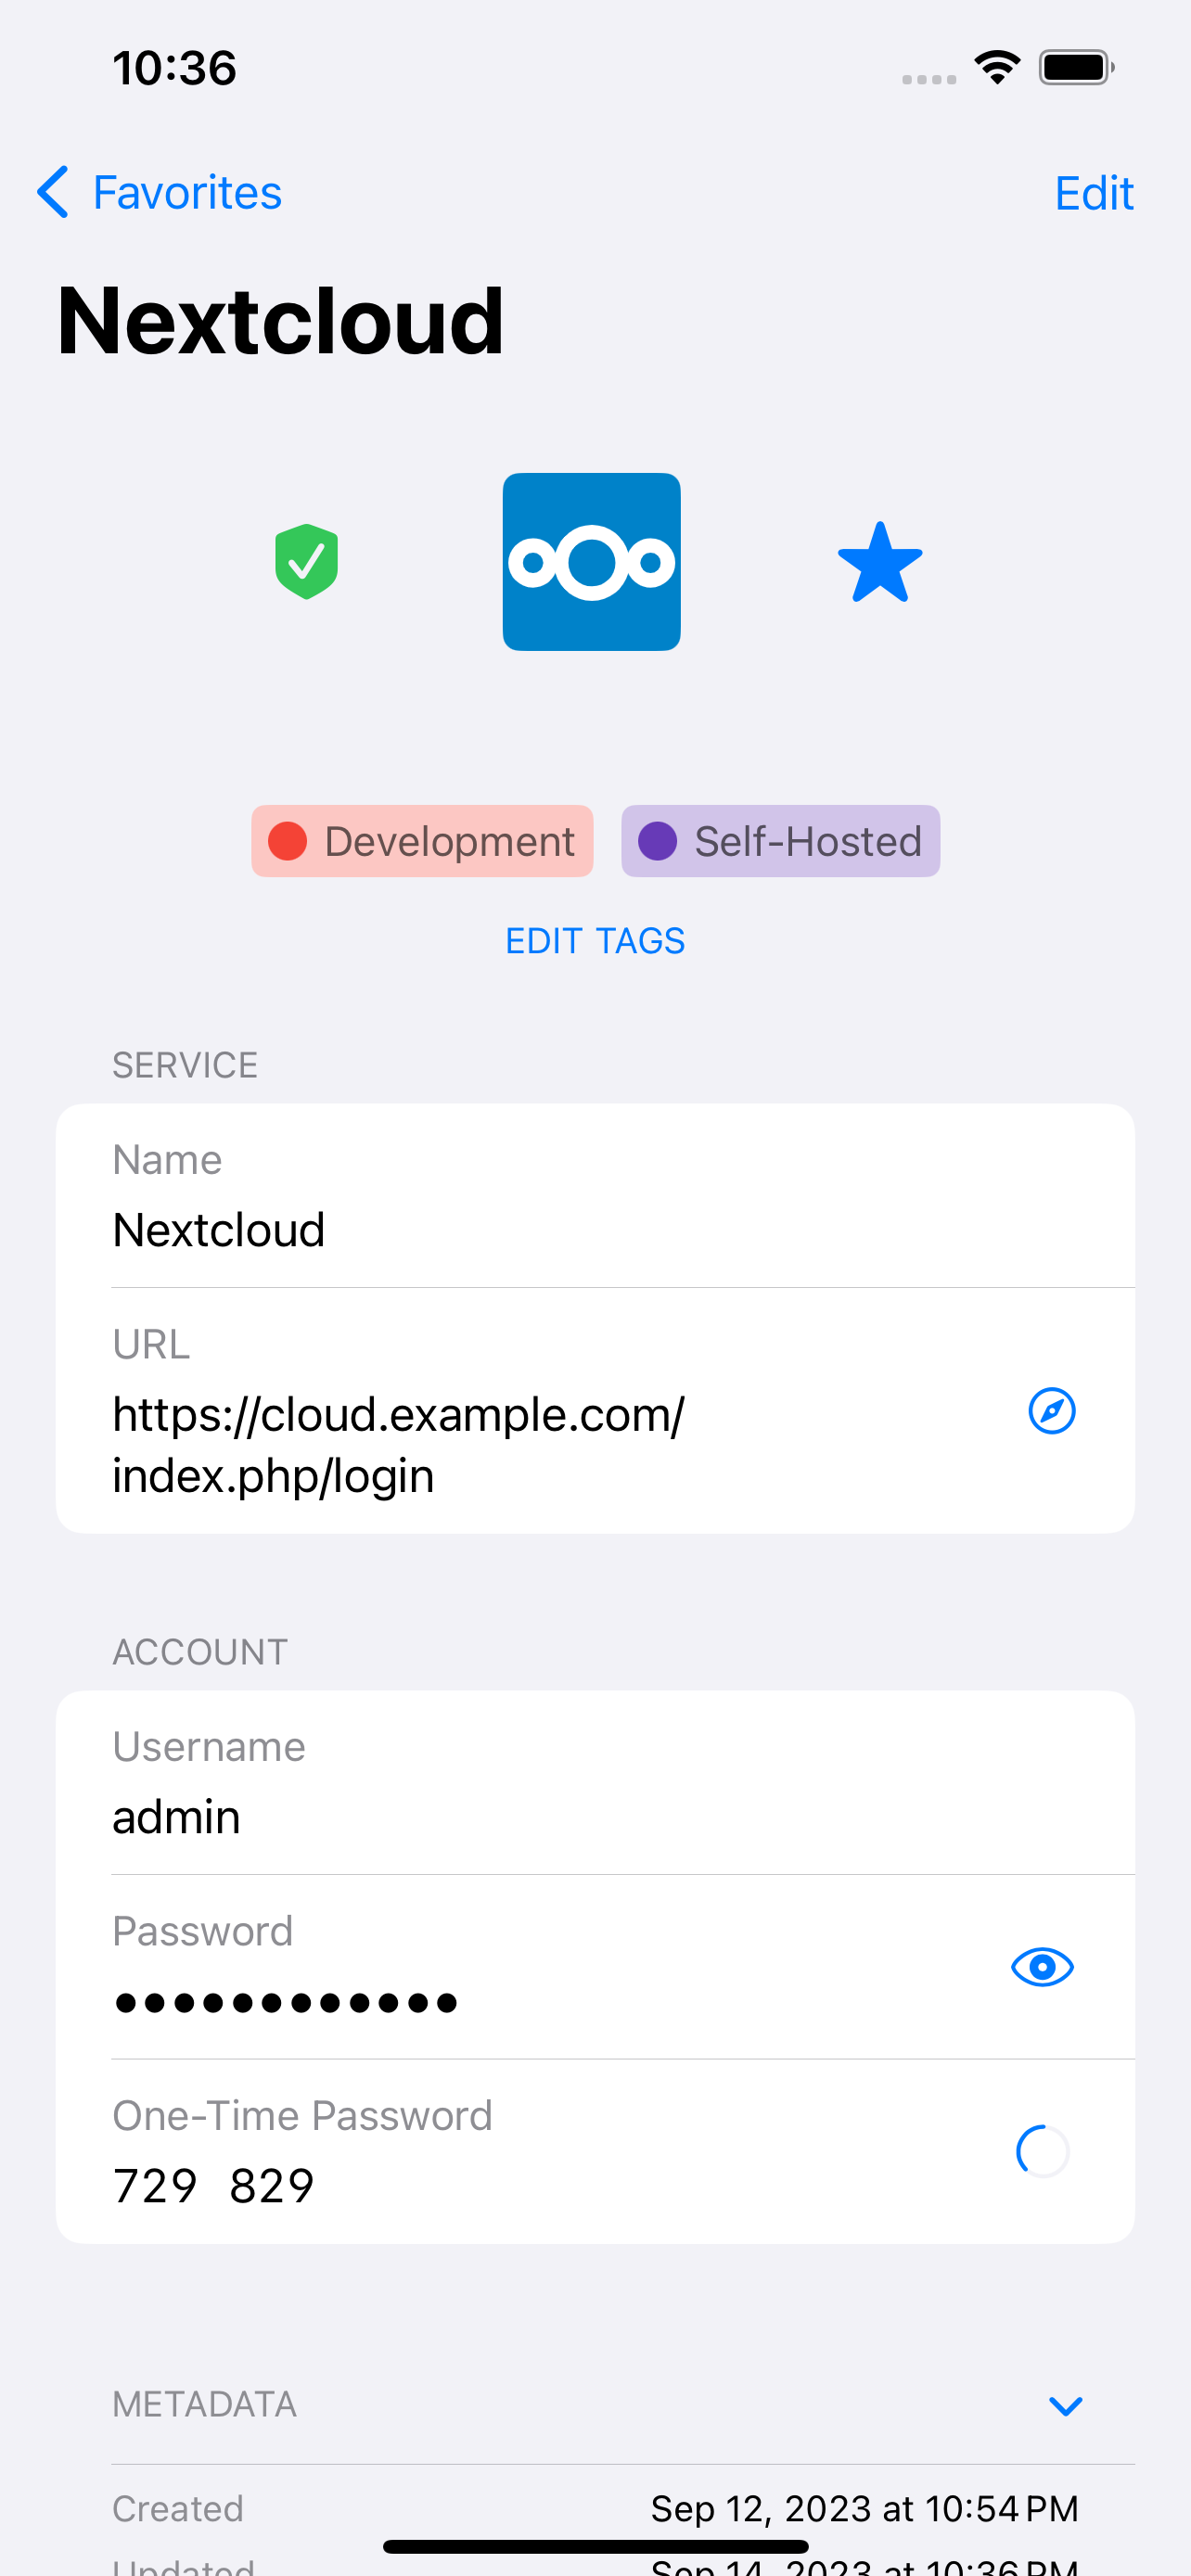 10:36
Favorites
Edit
Nextcloud
Development
Self-Hosted
EDIT TAGS
SERVICE
Name
Nextcloud
URL
https://cloud.example.com/
index.php/login
ACCOUNT
Username
admin
Password
••••••••••••
One-Time Password
729 829
METADATA
Created
Sep 12, 2023 at 10:54 PM
Updated
Sep 14, 2023 at 10:36 PM